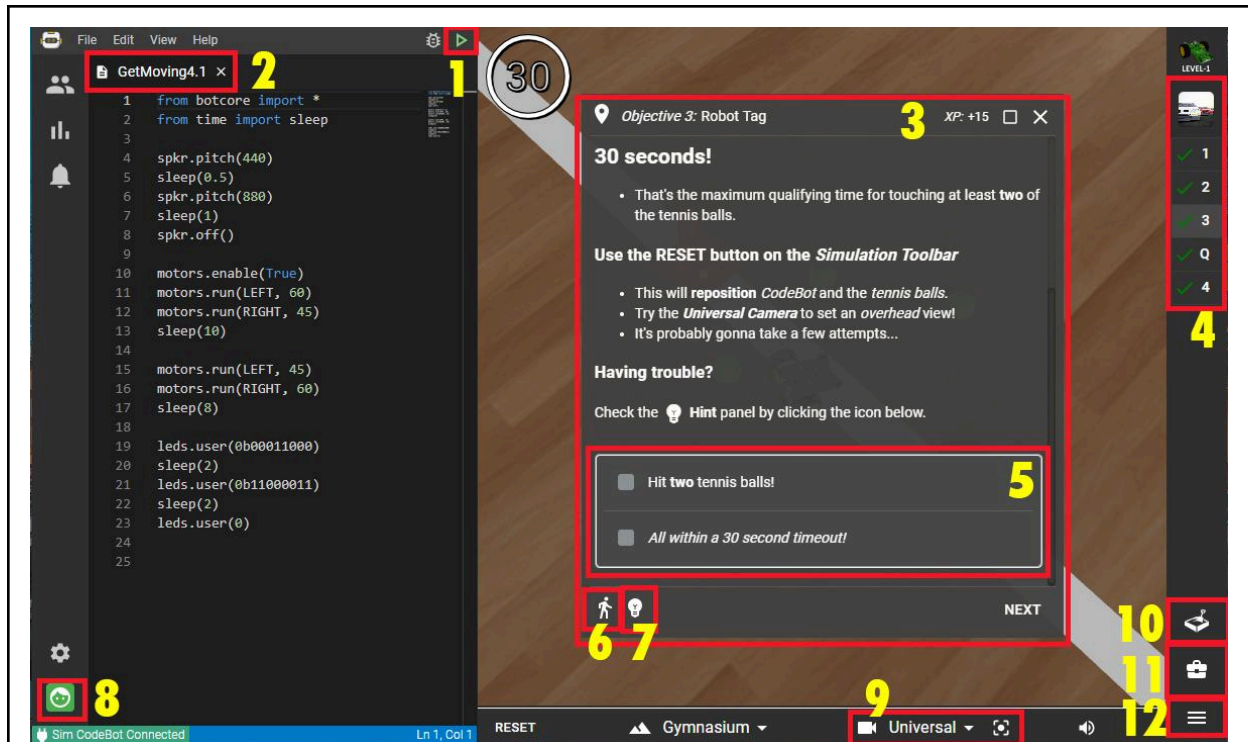 File Edit View Help
1
GetMoving4.1 ×
2
1 from botcore import *
2 from time import sleep
3
4 spkr.pitch(440)
5 sleep(0.5)
6 spkr.pitch(880)
7 sleep(1)
8 spkr.off()
9
10 motors.enable(True)
11 motors.run(LEFT, 60)
12 motors.run(RIGHT, 45)
13 sleep(10)
14
15 motors.run(LEFT, 45)
16 motors.run(RIGHT, 60)
17 sleep(8)
18
19 leds.user(0b00011000)
20 sleep(2)
21 leds.user(0b11000011)
22 sleep(2)
23 leds.user(0)
24
25
8
Sim CodeBot Connected
Ln 1, Col 1
30
Objective 3: Robot Tag
3
XP: +15
30 seconds!
• That's the maximum qualifying time for touching at least two of
the tennis balls.
Use the RESET button on the Simulation Toolbar
• This will reposition CodeBot and the tennis balls.
• Try the Universal Camera to set an overhead view!
• It's probably gonna take a few attempts...
Having trouble?
Check the Hint panel by clicking the icon below.
Hit two tennis balls!
5
All within a 30 second timeout!
6
7
NEXT
9
RESET
Gymnasium
Universal
LEVEL-1
1
2
3
Q
4
4
10
11
12